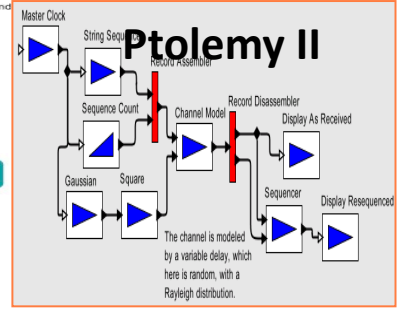 Master Clock
Ptolemy II
String Sequence
Record Assembler
Sequence Count
Channel Model
Record Disassembler
Display As Received
Gaussian
Square
Sequencer
Display Resequenced
The channel is modeled
by a variable delay, which
here is random, with a
Rayleigh distribution.